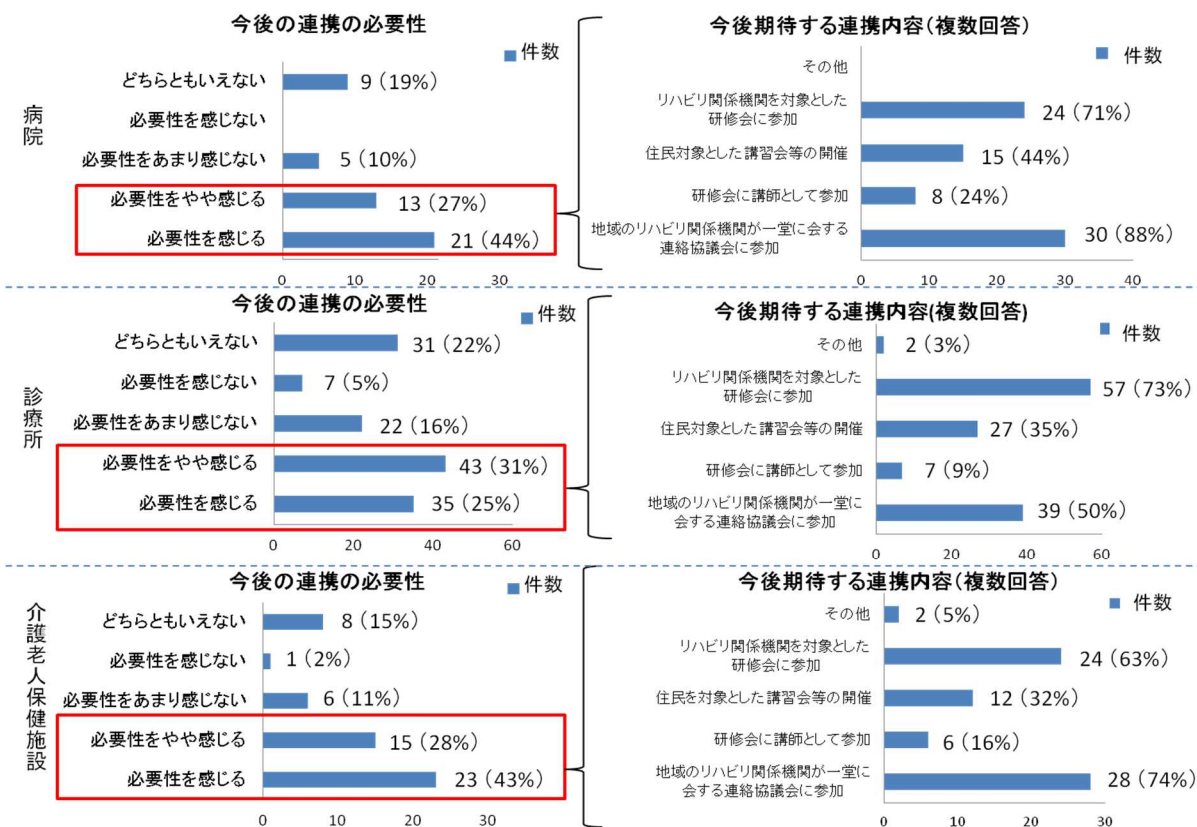 病院
今後の連携の必要性
件数
どちらともいえない
9（19%）
必要性を感じない
必要性をあまり感じない
5（10%）
必要性をやや感じる
13（27%）
必要性を感じる
21（44%）
0 10 20 30
今後期待する連携内容（複数回答）
件数
その他
リハビリ関係機関を対象とした
研修会に参加
24（71%）
住民対象とした講習会等の開催
15（44%）
研修会に講師として参加
8（24%）
地域のリハビリ関係機関が一堂に会する
連絡協議会に参加
30（88%）
0 10 20 30 40
診療所
今後の連携の必要性
件数
どちらともいえない
31（22%）
必要性を感じない
7（5%）
必要性をあまり感じない
22（16%）
必要性をやや感じる
43（31%）
必要性を感じる
35（25%）
0 20 40 60
今後期待する連携内容(複数回答)
件数
その他
2（3%）
リハビリ関係機関を対象とした
研修会に参加
57（73%）
住民対象とした講習会等の開催
27（35%）
研修会に講師として参加
7（9%）
地域のリハビリ関係機関が一堂に
会する連絡協議会に参加
39（50%）
0 20 40 60
介護老人保健施設
今後の連携の必要性
件数
どちらともいえない
8（15%）
必要性を感じない
1（2%）
必要性をあまり感じない
6（11%）
必要性をやや感じる
15（28%）
必要性を感じる
23（43%）
0 10 20 30
今後期待する連携内容（複数回答）
件数
その他
2（5%）
リハビリ関係機関を対象とした
研修会に参加
24（63%）
住民を対象とした講習会等の開催
12（32%）
研修会に講師として参加
6（16%）
地域のリハビリ関係機関が一堂に
会する連絡協議会に参加
28（74%）
0 10 20 30